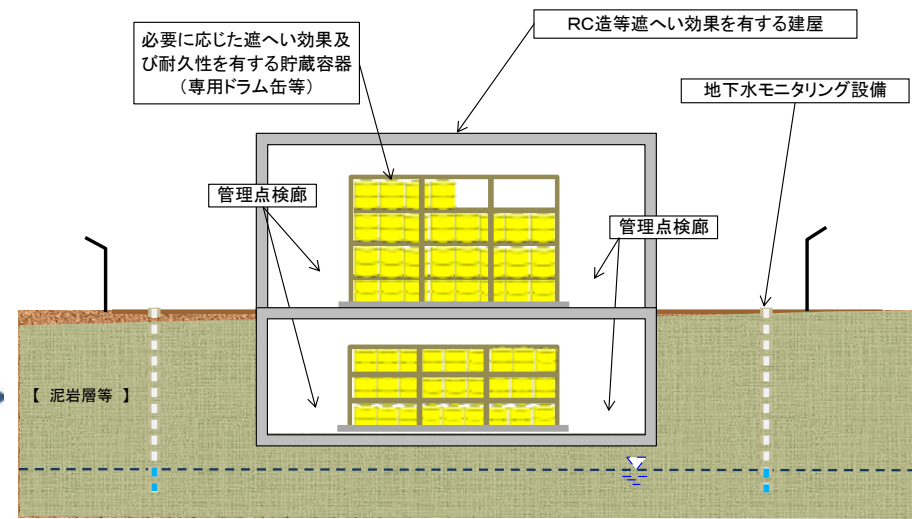 RC造等遮へい効果を有する建屋
必要に応じた遮へい効果及
び耐久性を有する貯蔵容器
（専用ドラム缶等）
地下水モニタリング設備
管理点検廊
管理点検廊
【 泥岩層等 】